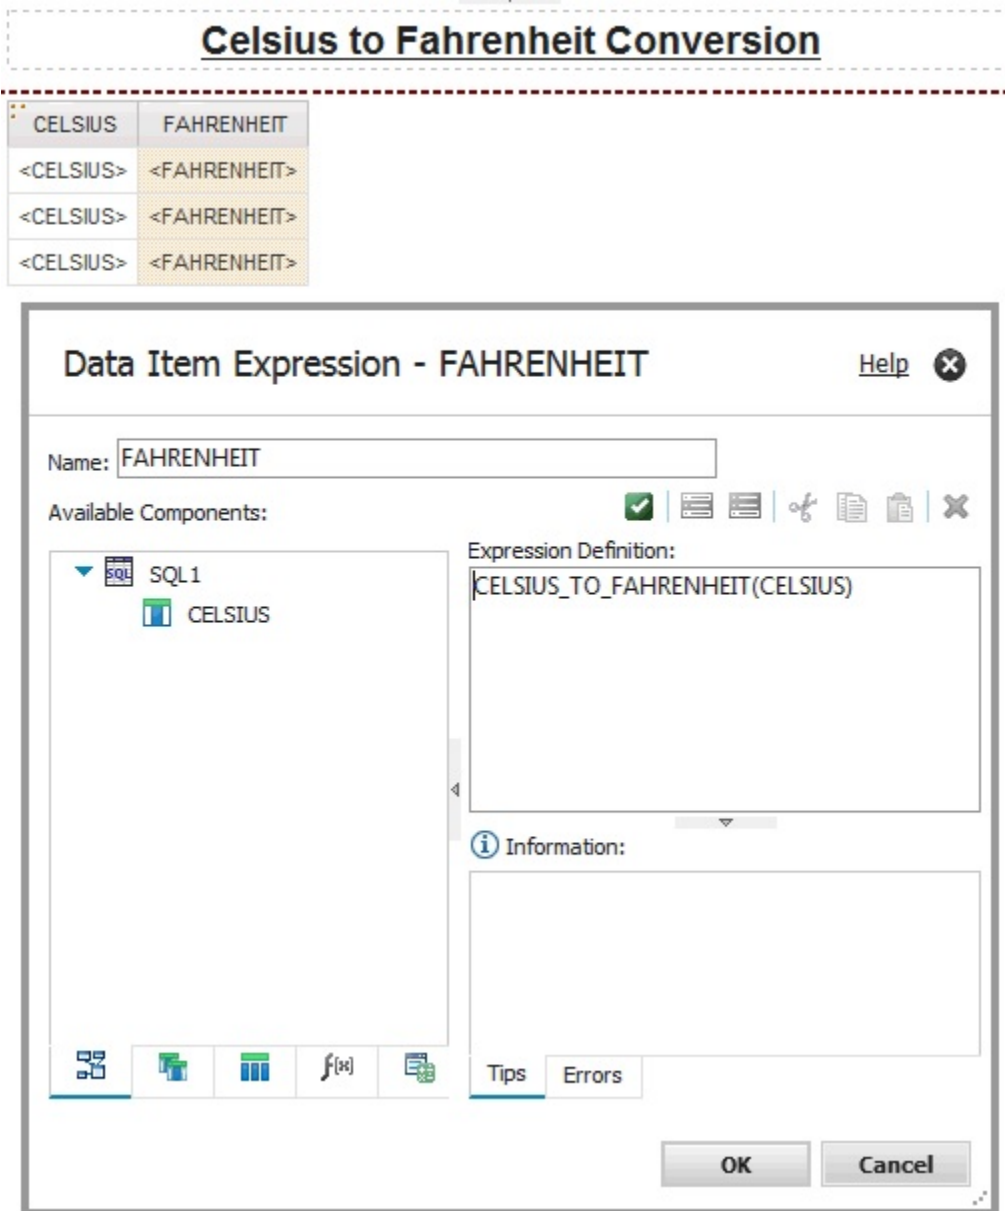 Celsius to Fahrenheit Conversion
CELSIUS FAHRENHEIT
<CELSIUS> <FAHRENHEIT>
<CELSIUS> <FAHRENHEIT>
<CELSIUS> <FAHRENHEIT>
Data Item Expression - FAHRENHEIT
Help
Name: FAHRENHEIT
Available Components:
SQL SQL1
CELSIUS
Expression Definition:
CELSIUS_TO_FAHRENHEIT(CELSIUS)
Information:
f(x)
Tips Errors
OK Cancel